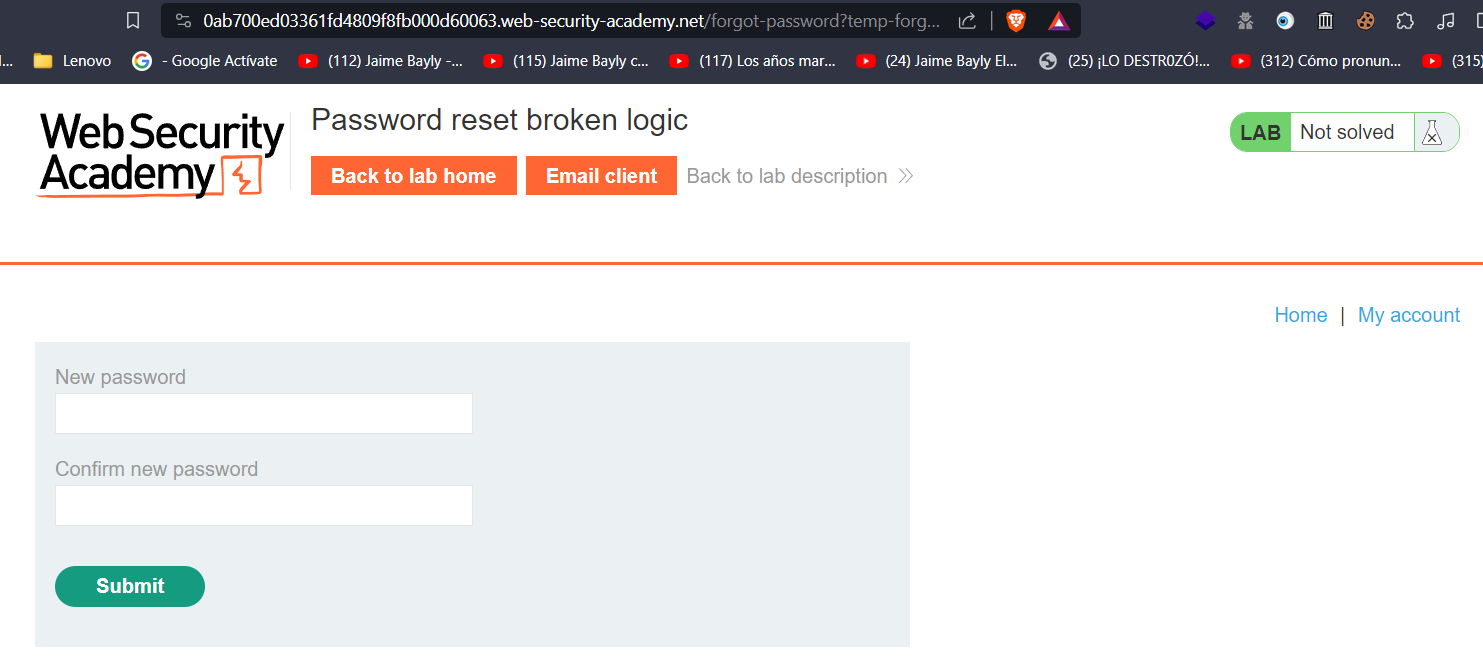 0ab700ed03361fd4809f8fb000d60063.web-security-academy.net/forgot-password?temp-forg...
... Lenovo - Google Actívate (112) Jaime Bayly -... (115) Jaime Bayly c... (117) Los años mar... (24) Jaime Bayly El... (25) ¡LO DESTR0ZÓ!... (312) Cómo pronun... (315)
Web Security
Academy
Password reset broken logic
Back to lab home Email client Back to lab description
LAB Not solved
Home | My account
New password
Confirm new password
Submit